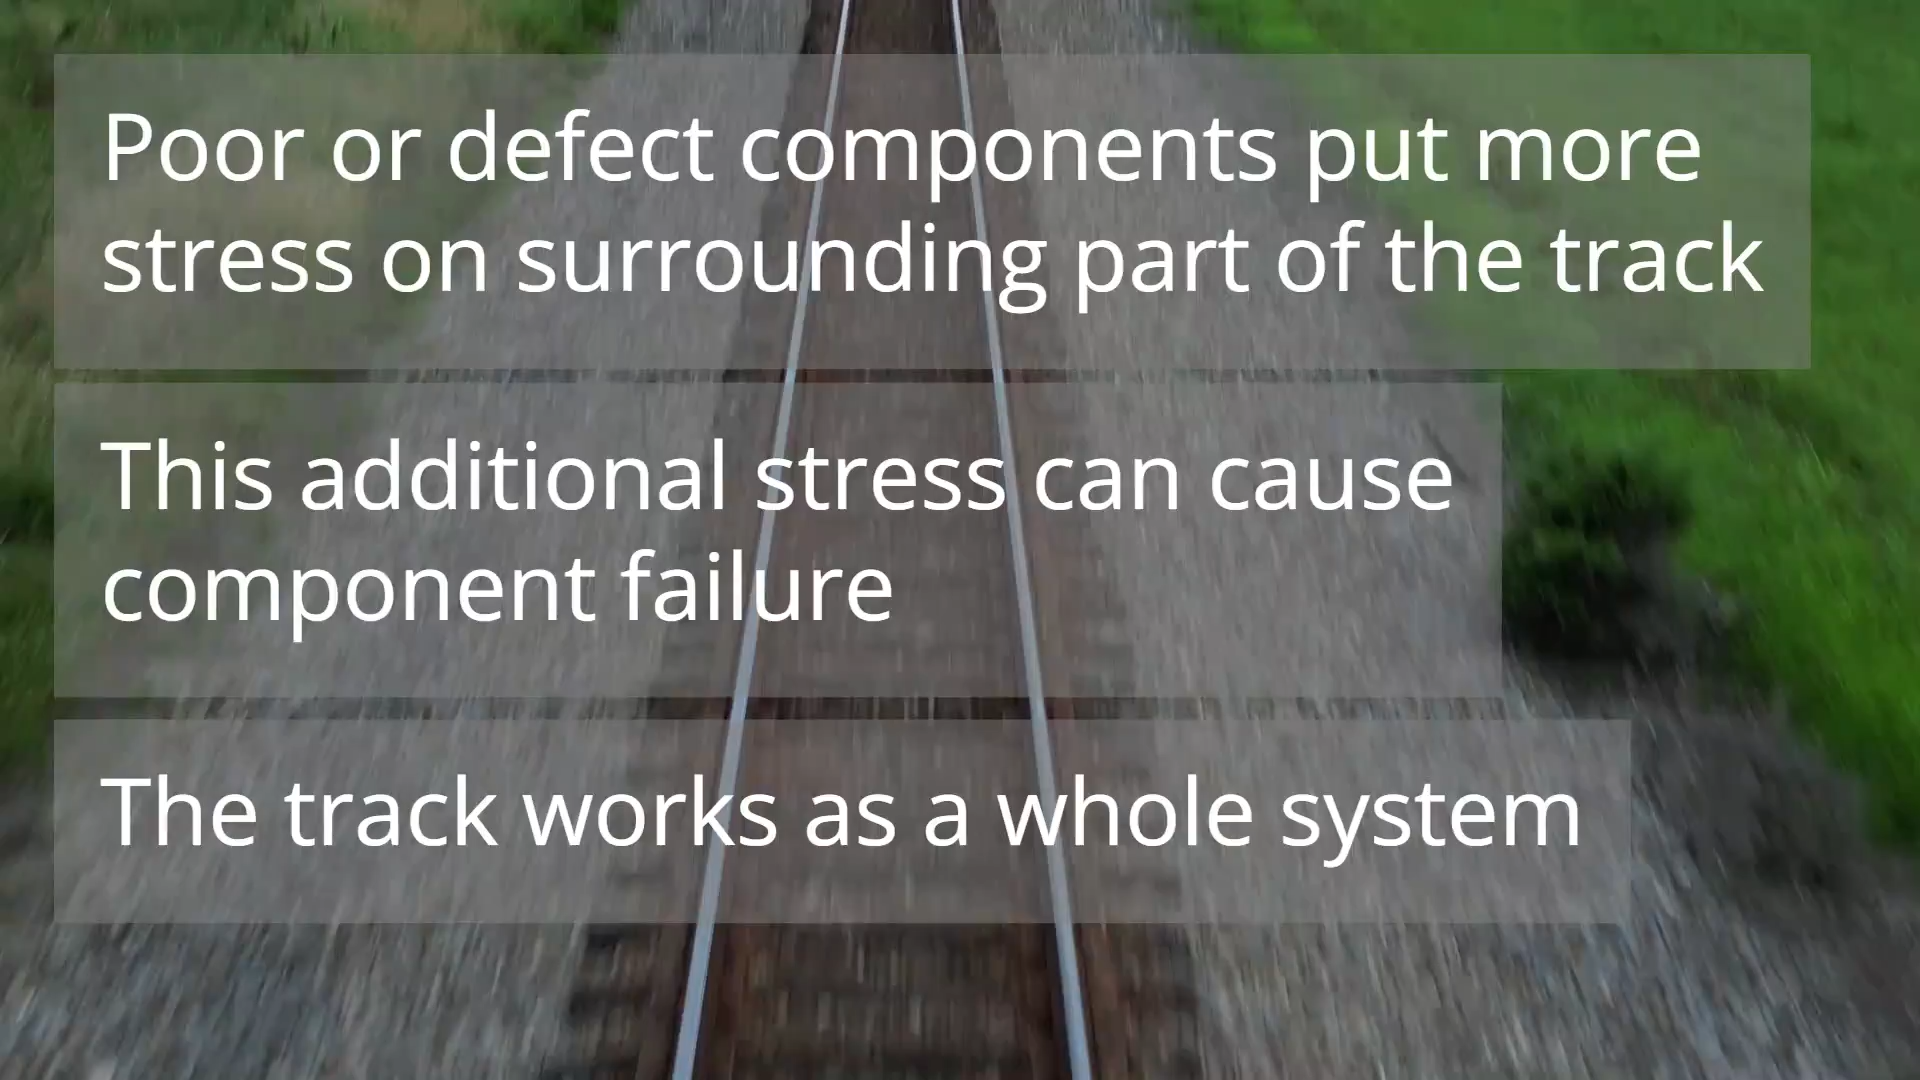 Poor or defect components put more
stress on surrounding part of the track
This additional stress can cause
component failure
The track works as a whole system